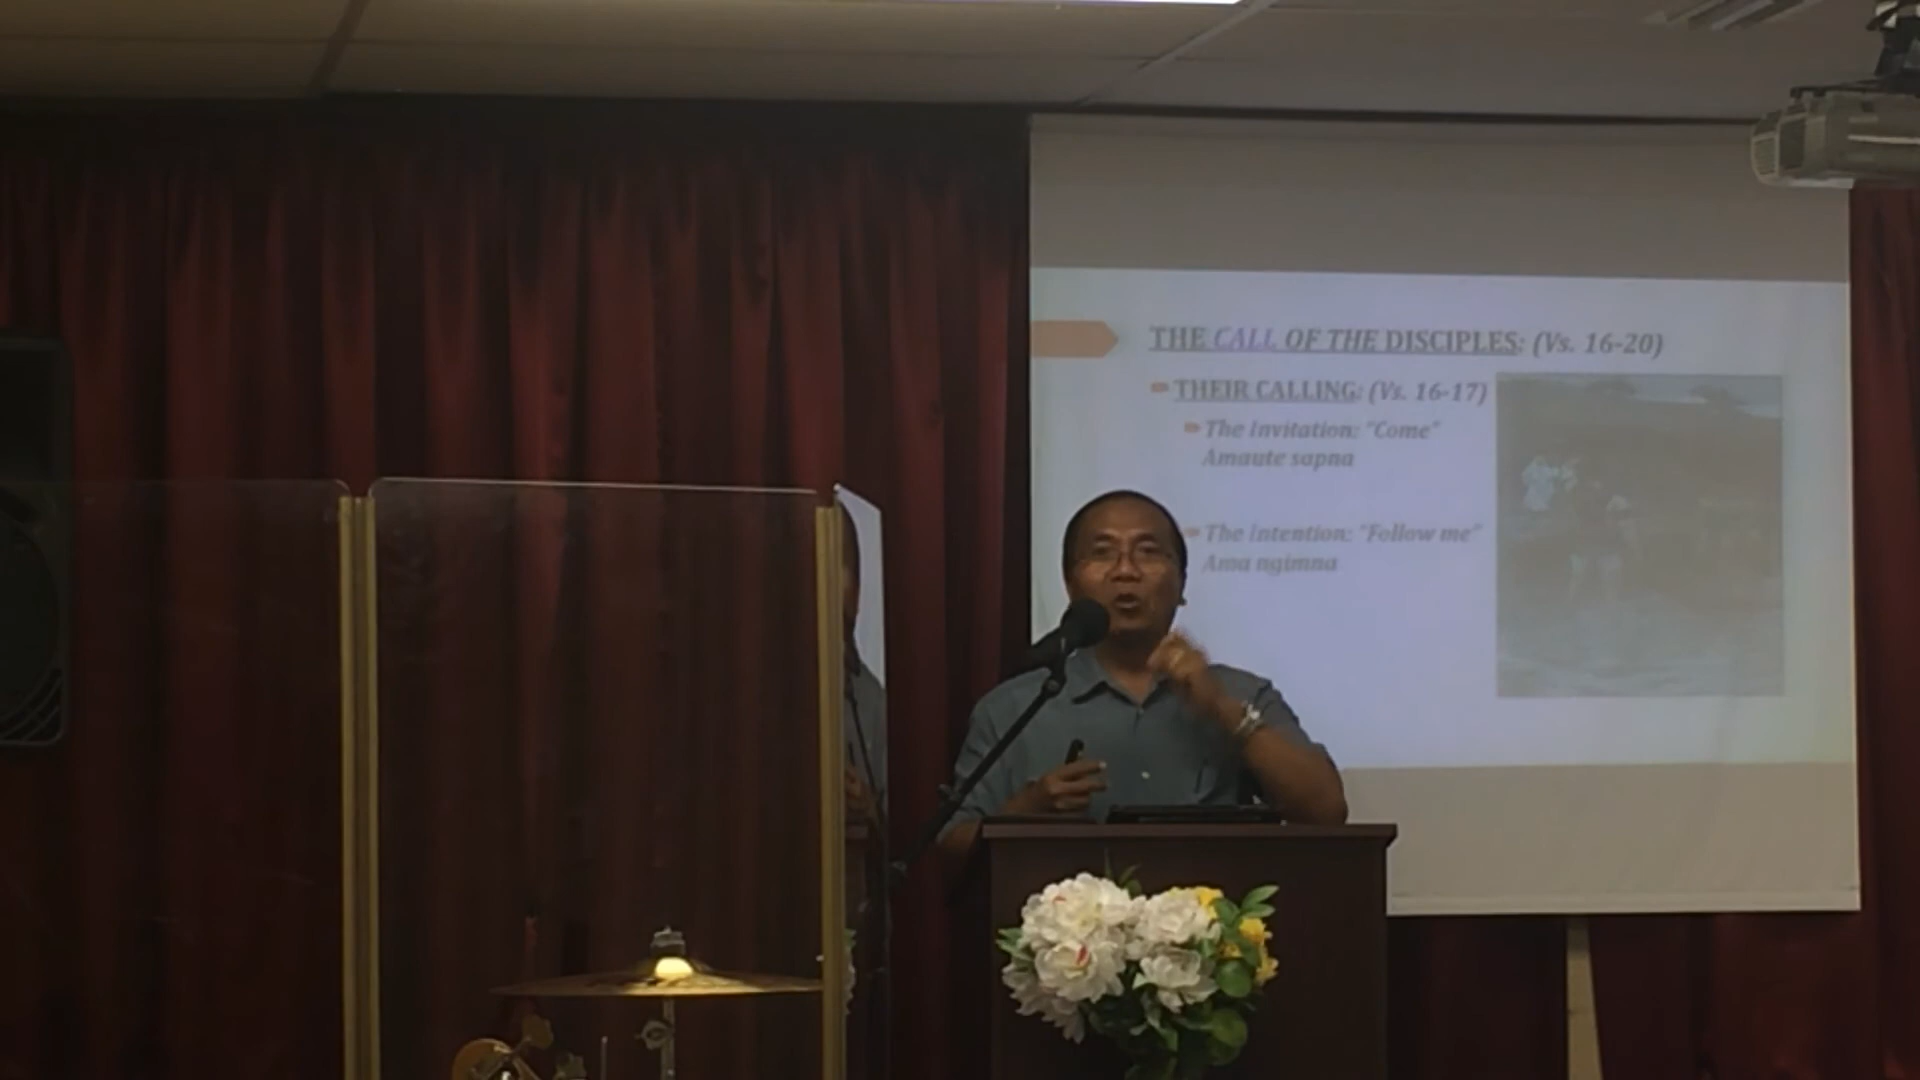 THE CALL OF THE DISCIPLES: (Vs. 16-20)
THEIR CALLING: (Vs. 16-17)
The Invitation: "Come"
Amaute sapna
The Intention: "Follow me"
Ama ngimna